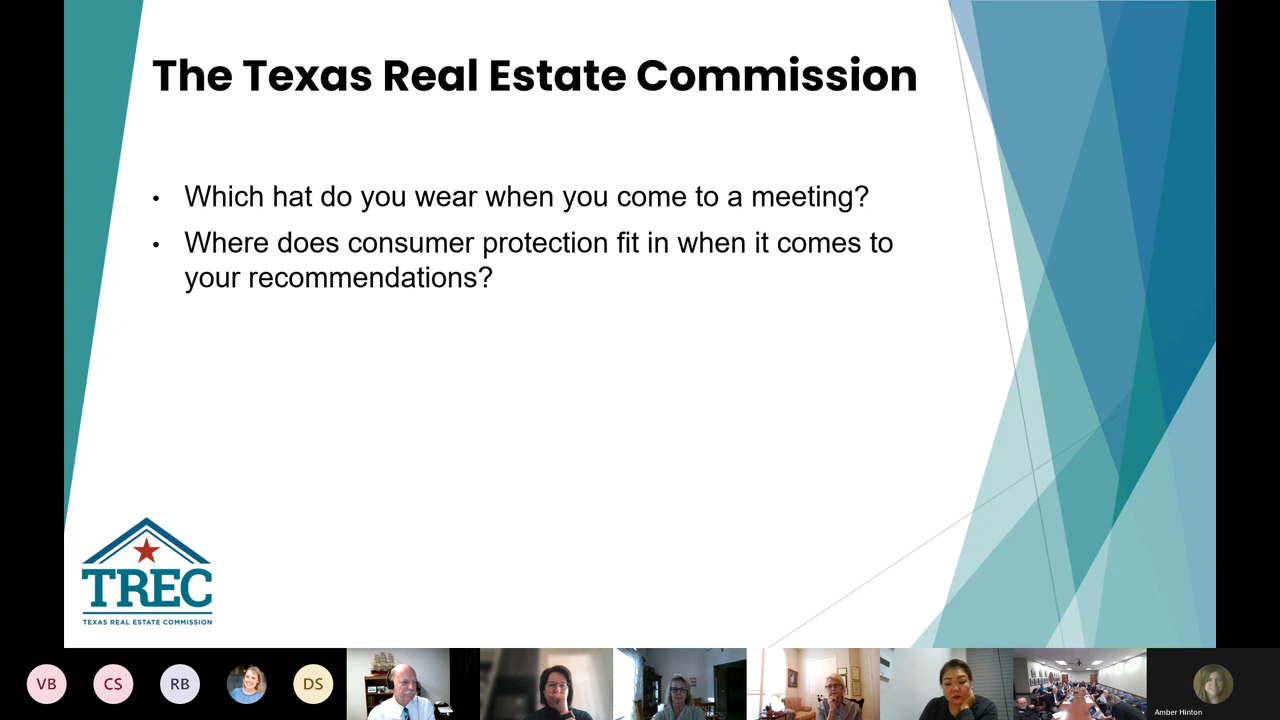 The Texas Real Estate Commission
• Which hat do you wear when you come to a meeting?
• Where does consumer protection fit in when it comes to
your recommendations?
TREC
TEXAS REAL ESTATE COMMISSION
VB
CS
RB
DS
Amber Hinton